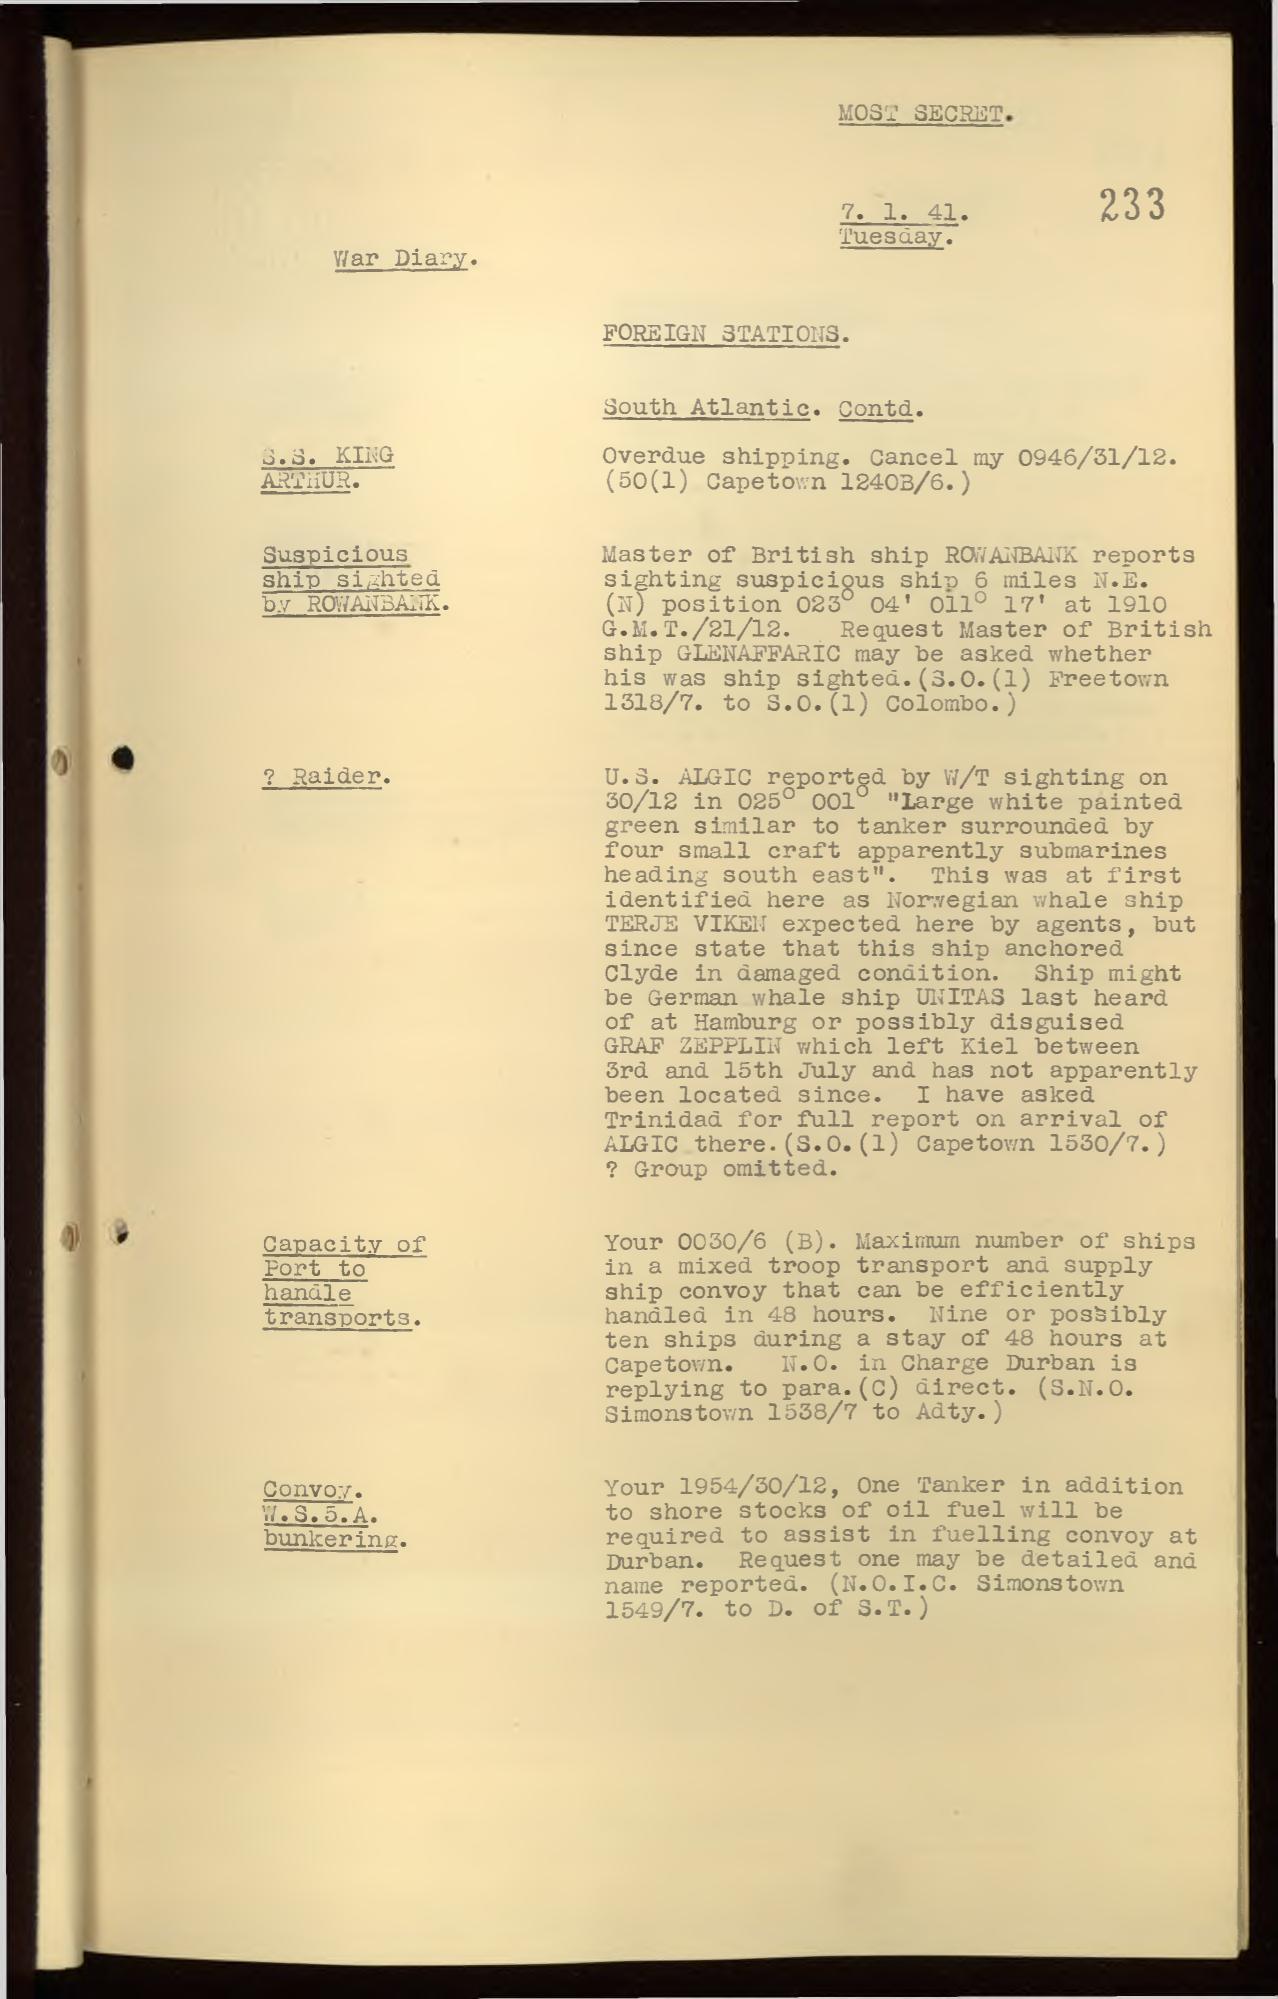 MOST SECRET.
7. 1. 41.
233
Tuesday.
War Diary.
FOREIGN STATIONS.
South Atlantic. Contd.
S.S. KING
ARTHUR.
Overdue shipping. Cancel my 0946/31/12.
(50(1) Capetown 1240B/6.)
Suspicious
ship sighted
by ROWANBANK.
Master of British ship ROWANBANK reports
sighting suspicious ship 6 miles N.E.
(N) position 023° 04' 011° 17' at 1910
G.M.T./21/12. Request Master of British
ship GLENAFFARIC may be asked whether
his was ship sighted.(S.O.(1) Freetown
1318/7. to S.O.(1) Colombo.)
? Raider.
U.S. ALGIC reported by W/T sighting on
30/12 in 025° 001° "Large white painted
green similar to tanker surrounded by
four small craft apparently submarines
heading south east". This was at first
identified here as Norwegian whale ship
TERJE VIKEN expected here by agents, but
since state that this ship anchored
Clyde in damaged condition. Ship might
be German whale ship UNITAS last heard
of at Hamburg or possibly disguised
GRAF ZEPPLIN which left Kiel between
3rd and 15th July and has not apparently
been located since. I have asked
Trinidad for full report on arrival of
ALGIC there.(S.O.(1) Capetown 1530/7.)
? Group omitted.
Capacity of
Port to
handle
transports.
Your 0030/6 (B). Maximum number of ships
in a mixed troop transport and supply
ship convoy that can be efficiently
handled in 48 hours. Nine or possibly
ten ships during a stay of 48 hours at
Capetown. N.O. in Charge Durban is
replying to para.(C) direct. (S.N.O.
Simonstown 1538/7 to Adty.)
Convoy.
W.S.5.A.
bunkering.
Your 1954/30/12, One Tanker in addition
to shore stocks of oil fuel will be
required to assist in fuelling convoy at
Durban. Request one may be detailed and
name reported. (N.O.I.C. Simonstown
1549/7. to D. of S.T.)